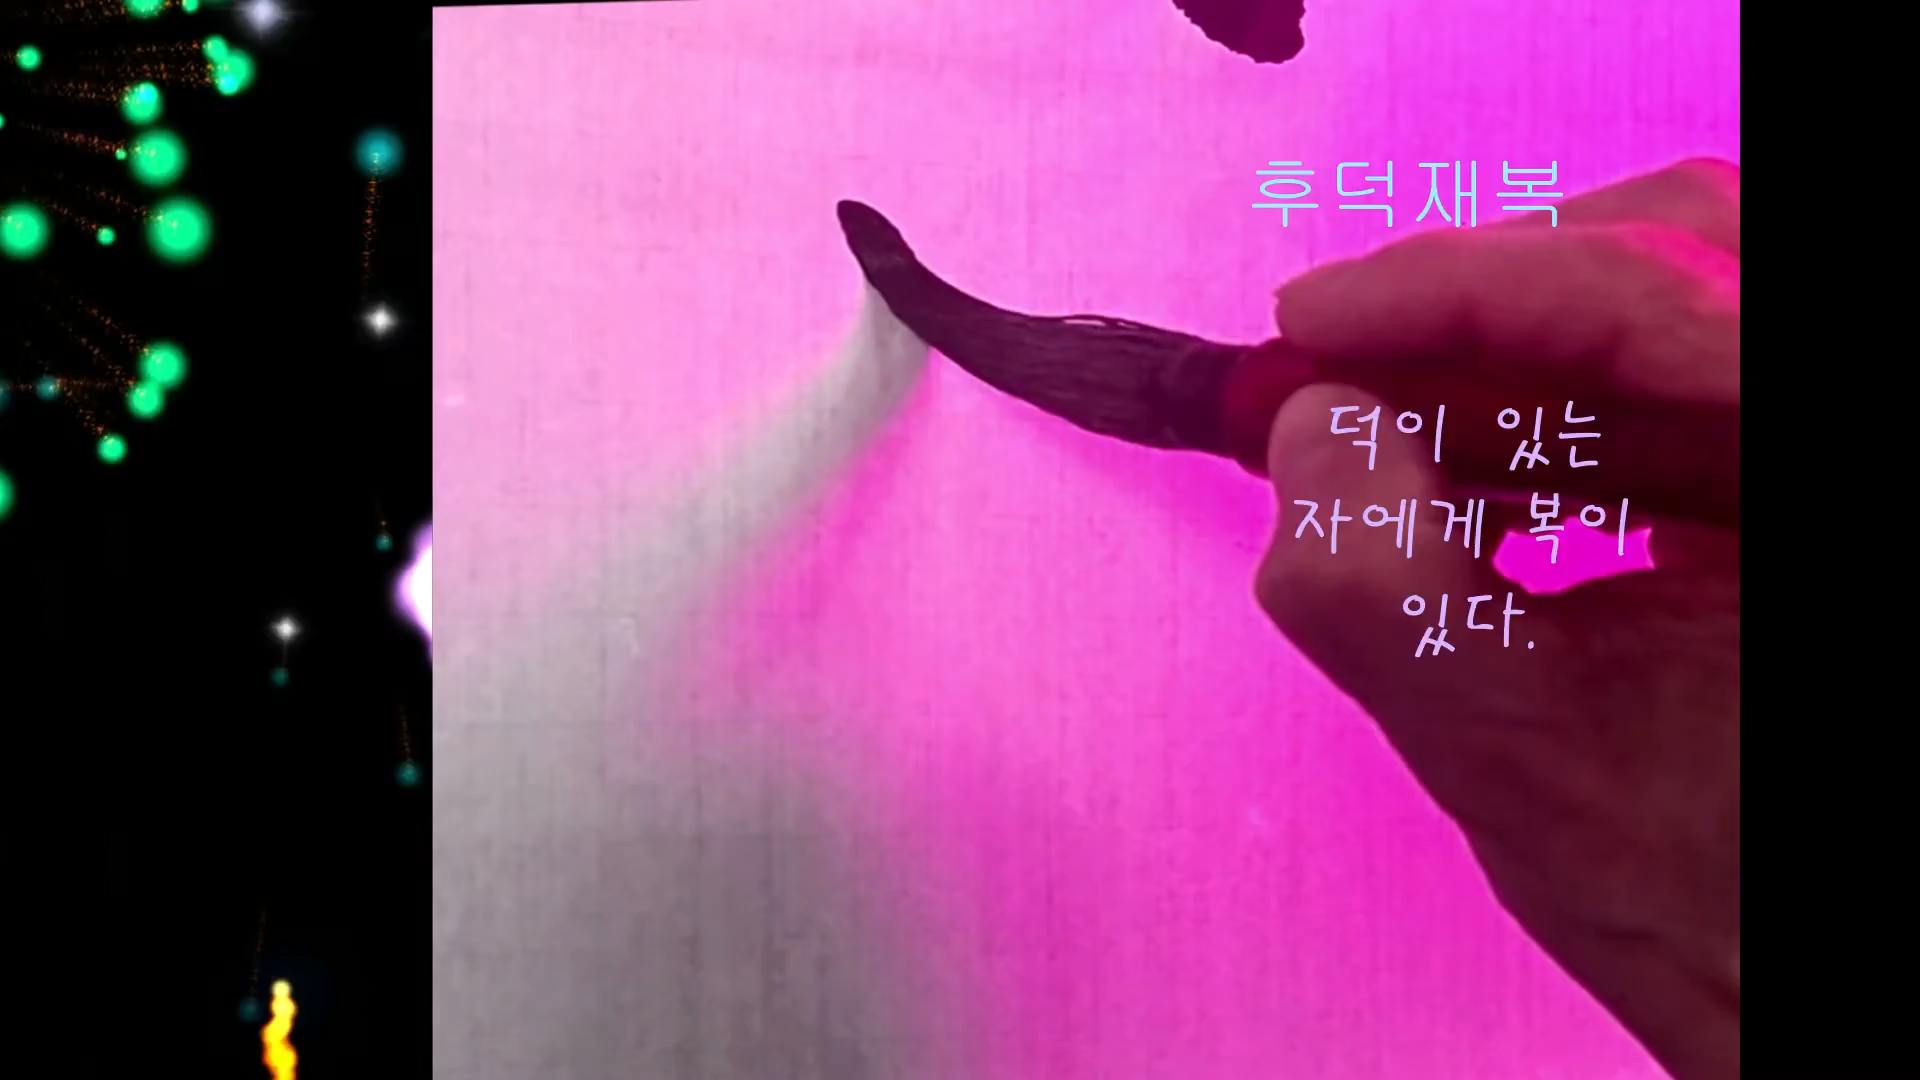 후덕재복
덕이 있는
자에게 복이
있다.